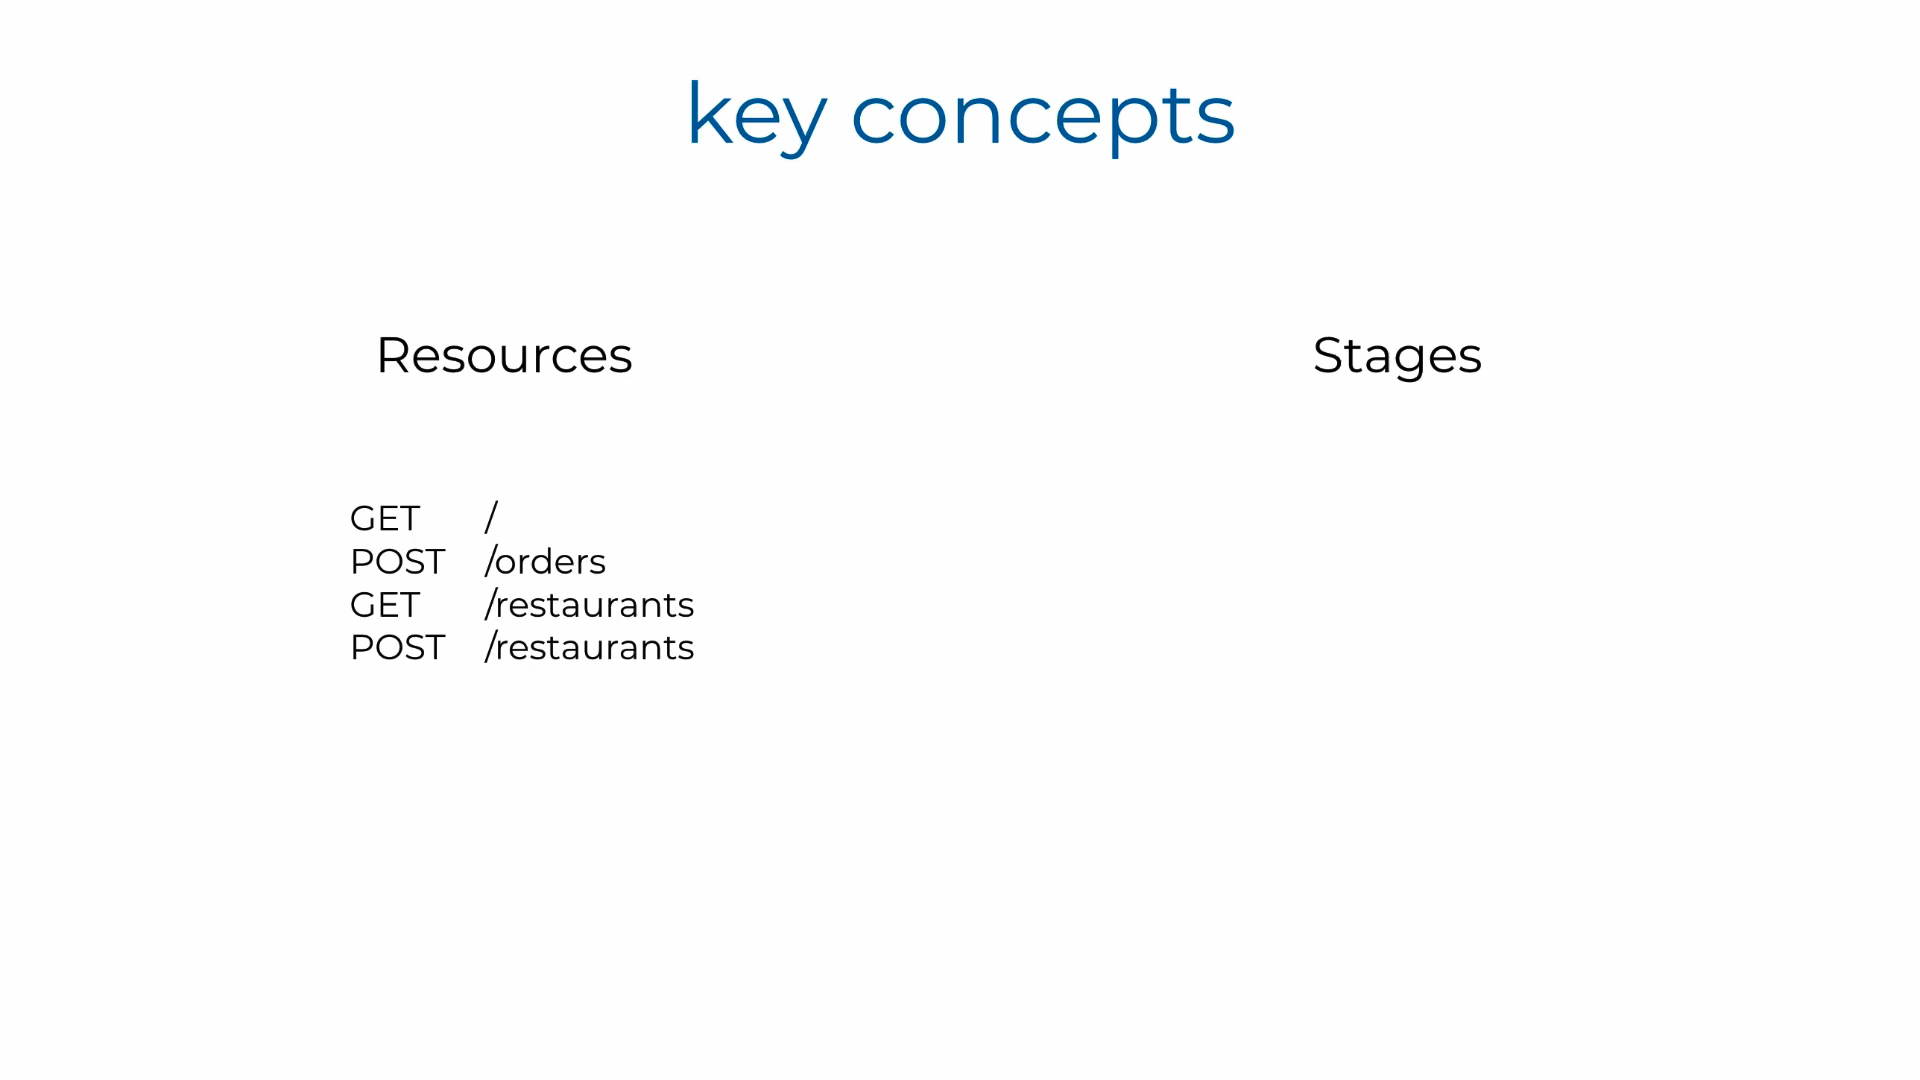 key concepts
Resources
Stages
GET /
POST /orders
GET /restaurants
POST /restaurants